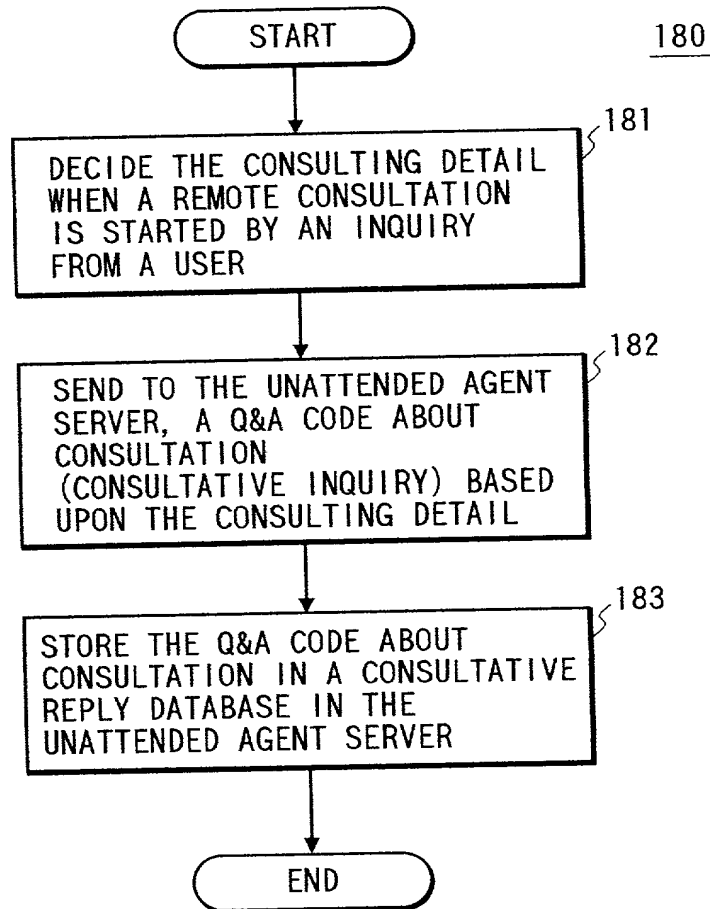 START
180
181
DECIDE THE CONSULTING DETAIL
WHEN A REMOTE CONSULTATION
IS STARTED BY AN INQUIRY
FROM A USER
182
SEND TO THE UNATTENDED AGENT
SERVER, A Q&A CODE ABOUT
CONSULTATION
(CONSULTATIVE INQUIRY) BASED
UPON THE CONSULTING DETAIL
183
STORE THE Q&A CODE ABOUT
CONSULTATION IN A CONSULTATIVE
REPLY DATABASE IN THE
UNATTENDED AGENT SERVER
END